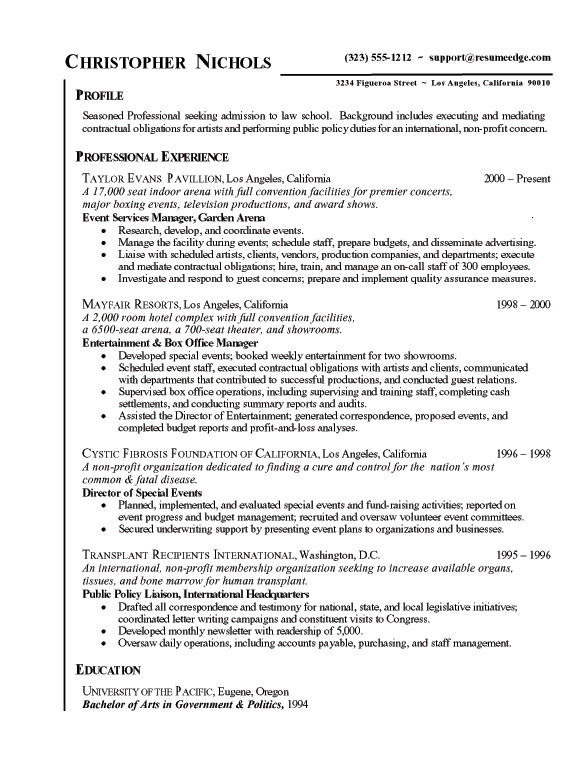 CHRISTOPHER NICHOLS
(323) 555-1212 ~ support@resumeedge.com
3234 Figueroa Street ~ Los Angeles, California 90010
PROFILE
Seasoned Professional seeking admission to law school. Background includes executing and mediating
contractual obligations for artists and performing public policy duties for an international, non-profit concern.
PROFESSIONAL EXPERIENCE
TAYLOR EVANS PAVILLION, Los Angeles, California 2000 – Present
A 17,000 seat indoor arena with full convention facilities for premier concerts,
major boxing events, television productions, and award shows.
Event Services Manager, Garden Arena
• Research, develop, and coordinate events.
• Manage the facility during events; schedule staff, prepare budgets, and disseminate advertising.
• Liaise with scheduled artists, clients, vendors, production companies, and departments; execute
and mediate contractual obligations; hire, train, and manage an on-call staff of 300 employees.
• Investigate and respond to guest concerns; prepare and implement quality assurance measures.
MAYFAIR RESORTS, Los Angeles, California 1998 – 2000
A 2,000 room hotel complex with full convention facilities,
a 6500-seat arena, a 700-seat theater, and showrooms.
Entertainment & Box Office Manager
• Developed special events; booked weekly entertainment for two showrooms.
• Scheduled event staff, executed contractual obligations with artists and clients, communicated
with departments that contributed to successful productions, and conducted guest relations.
• Supervised box office operations, including supervising and training staff, completing cash
settlements, and conducting summary reports and audits.
• Assisted the Director of Entertainment; generated correspondence, proposed events, and
completed budget reports and profit-and-loss analyses.
CYSTIC FIBROSIS FOUNDATION OF CALIFORNIA, Los Angeles, California 1996 – 1998
A non-profit organization dedicated to finding a cure and control for the nation's most
common & fatal disease.
Director of Special Events
• Planned, implemented, and evaluated special events and fund-raising activities; reported on
event progress and budget management; recruited and oversaw volunteer event committees.
• Secured underwriting support by presenting event plans to organizations and businesses.
TRANSPLANT RECIPIENTS INTERNATIONAL, Washington, D.C. 1995 – 1996
An international, non-profit membership organization seeking to increase available organs,
tissues, and bone marrow for human transplant.
Public Policy Liaison, International Headquarters
• Drafted all correspondence and testimony for national, state, and local legislative initiatives;
coordinated letter writing campaigns and constituent visits to Congress.
• Developed monthly newsletter with readership of 5,000.
• Oversaw daily operations, including accounts payable, purchasing, and staff management.
EDUCATION
UNIVERSITY OF THE PACIFIC, Eugene, Oregon
Bachelor of Arts in Government & Politics, 1994